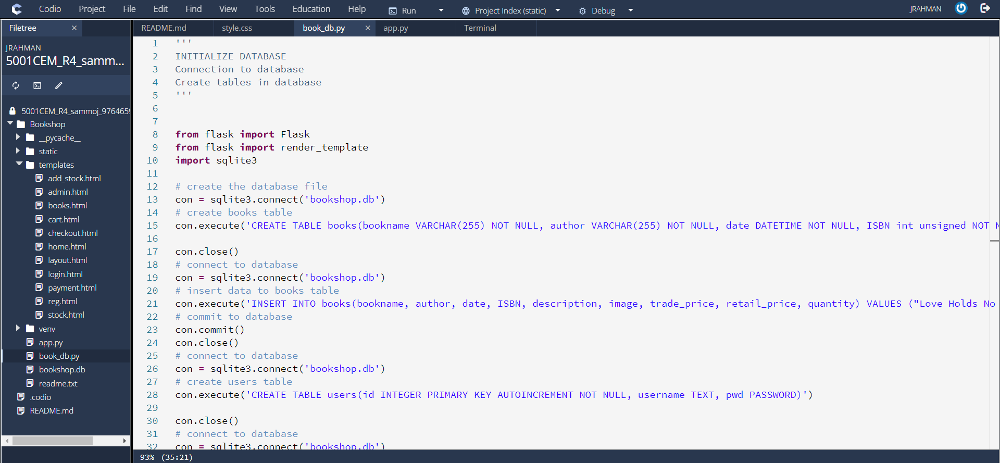 Codio Project File Edit Find View Tools Education Help Run Project Index (static) Debug JRAHMAN
Filetree ×
README.md style.css book_db.py × app.py Terminal
JRAHMAN
5001CEM_R4_samm...
5001CEM_R4_sammoj_976465
Bookshop
__pycache__
static
templates
add_stock.html
admin.html
books.html
cart.html
checkout.html
home.html
layout.html
login.html
payment.html
reg.html
stock.html
venv
app.py
book_db.py
bookshop.db
readme.txt
.codio
README.md
1 '''
2 INITIALIZE DATABASE
3 Connection to database
4 Create tables in database
5 '''
6
7
8 from flask import Flask
9 from flask import render_template
10 import sqlite3
11
12 # create the database file
13 con = sqlite3.connect('bookshop.db')
14 # create books table
15 con.execute('CREATE TABLE books(bookname VARCHAR(255) NOT NULL, author VARCHAR(255) NOT NULL, date DATETIME NOT NULL, ISBN int unsigned NOT N
16
17 con.close()
18 # connect to database
19 con = sqlite3.connect('bookshop.db')
20 # insert data to books table
21 con.execute('INSERT INTO books(bookname, author, date, ISBN, description, image, trade_price, retail_price, quantity) VALUES ("Love Holds No
22 # commit to database
23 con.commit()
24 con.close()
25 # connect to database
26 con = sqlite3.connect('bookshop.db')
27 # create users table
28 con.execute('CREATE TABLE users(id INTEGER PRIMARY KEY AUTOINCREMENT NOT NULL, username TEXT, pwd PASSWORD)')
29
30 con.close()
31 # connect to database
32 con = sqlite3.connect('bookshop.db')
93% (35:21)